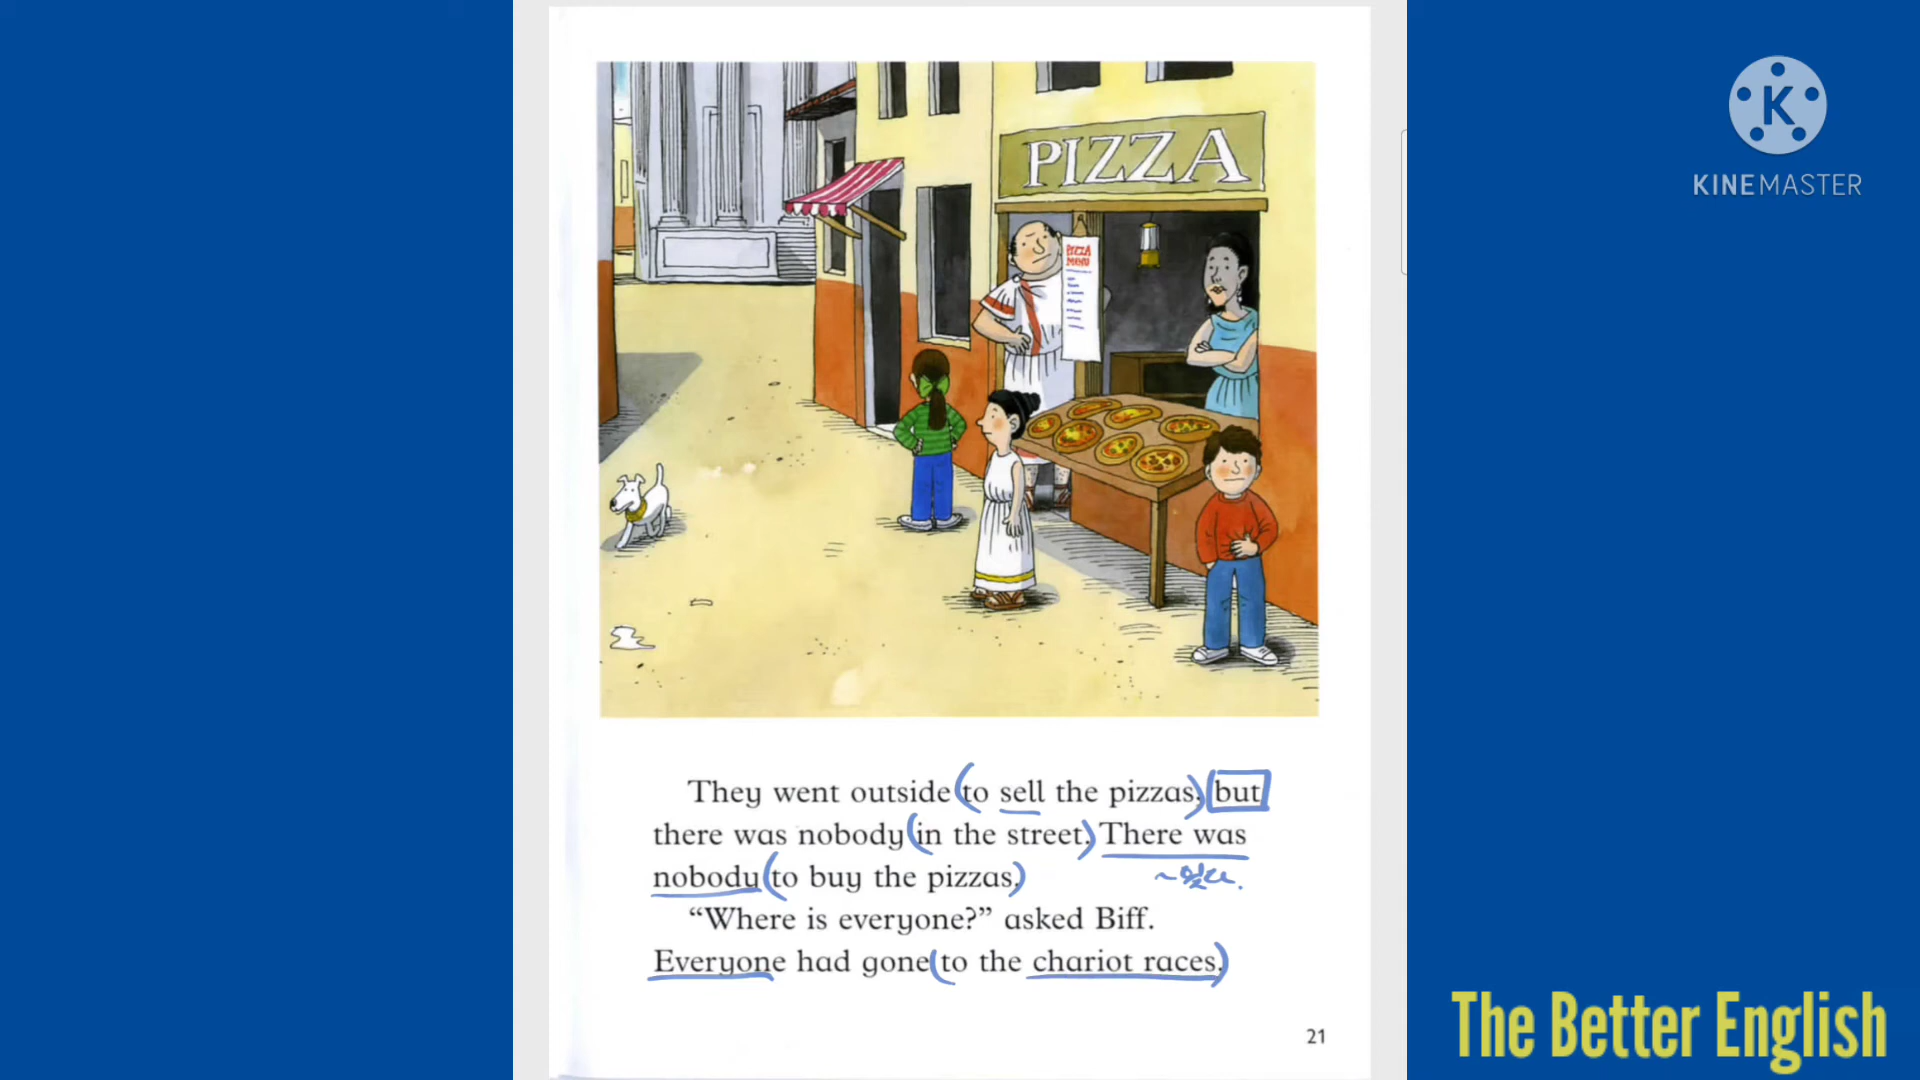 KINEMASTER
PIZZA
PIZZA
MENU
They went outside to sell the pizzas, but
there was nobody in the street. There was
nobody to buy the pizzas.
"Where is everyone?" asked Biff.
Everyone had gone to the chariot races.
21
The Better English